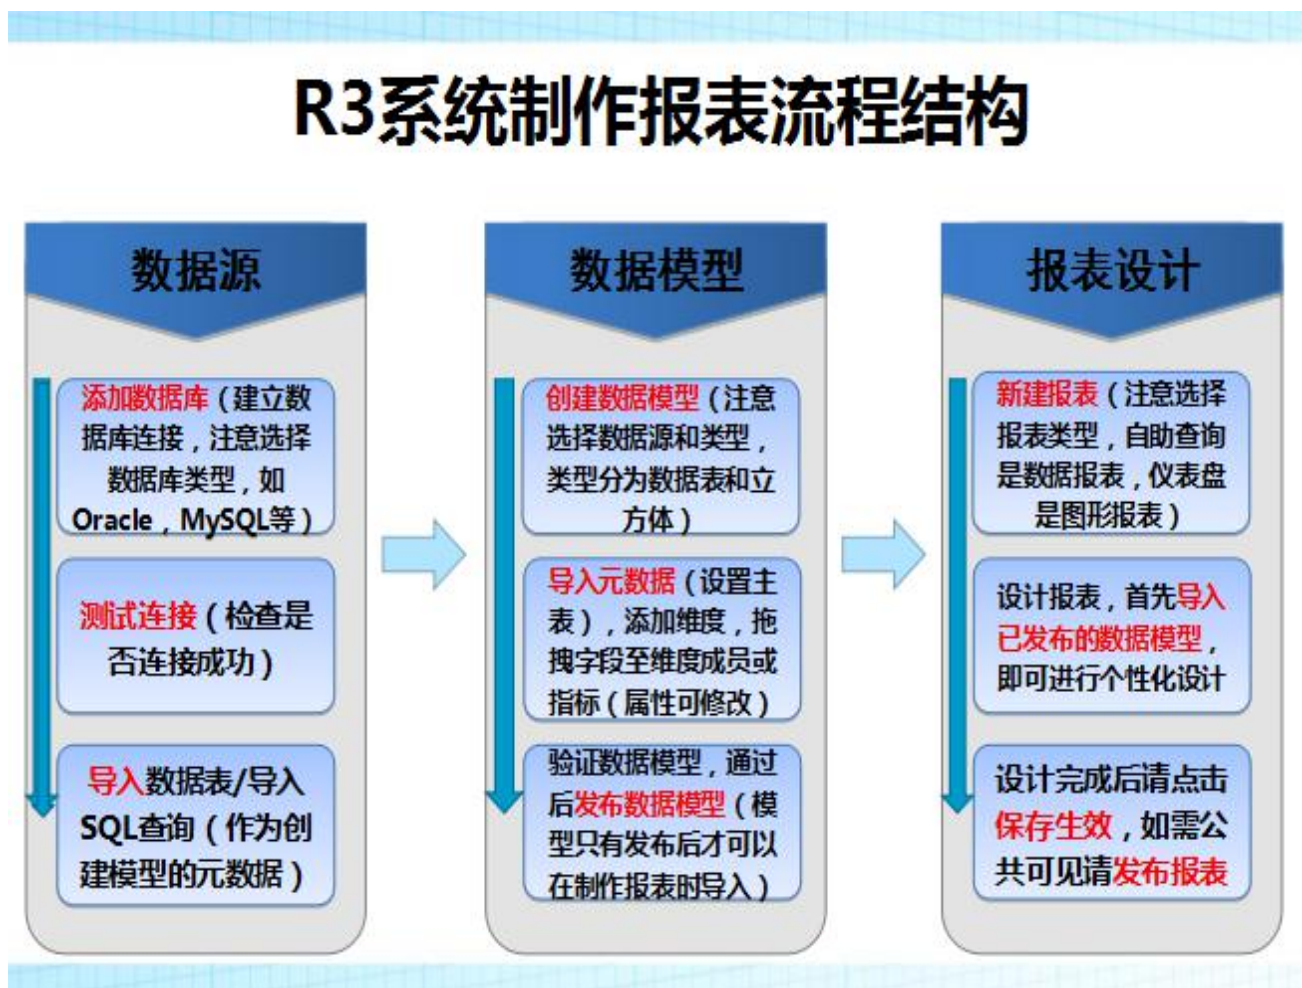 R3系统制作报表流程结构
数据源
添加数据库（建立数
据库连接，注意选择
数据库类型，如
Oracle，MySQL等）
测试连接（检查是
否连接成功）
导入数据表/导入
SQL查询（作为创
建模型的元数据）
数据模型
创建数据模型（注意
选择数据源和类型，
类型分为数据表和立
方体）
导入元数据（设置主
表），添加维度，拖
拽字段至维度成员或
指标（属性可修改）
验证数据模型，通过
后发布数据模型（模
型只有发布后才可以
在制作报表时导入）
报表设计
新建报表（注意选择
报表类型，自助查询
是数据报表，仪表盘
是图形报表）
设计报表，首先导入
已发布的数据模型，
即可进行个性化设计
设计完成后请点击
保存生效，如需公
共可见请发布报表